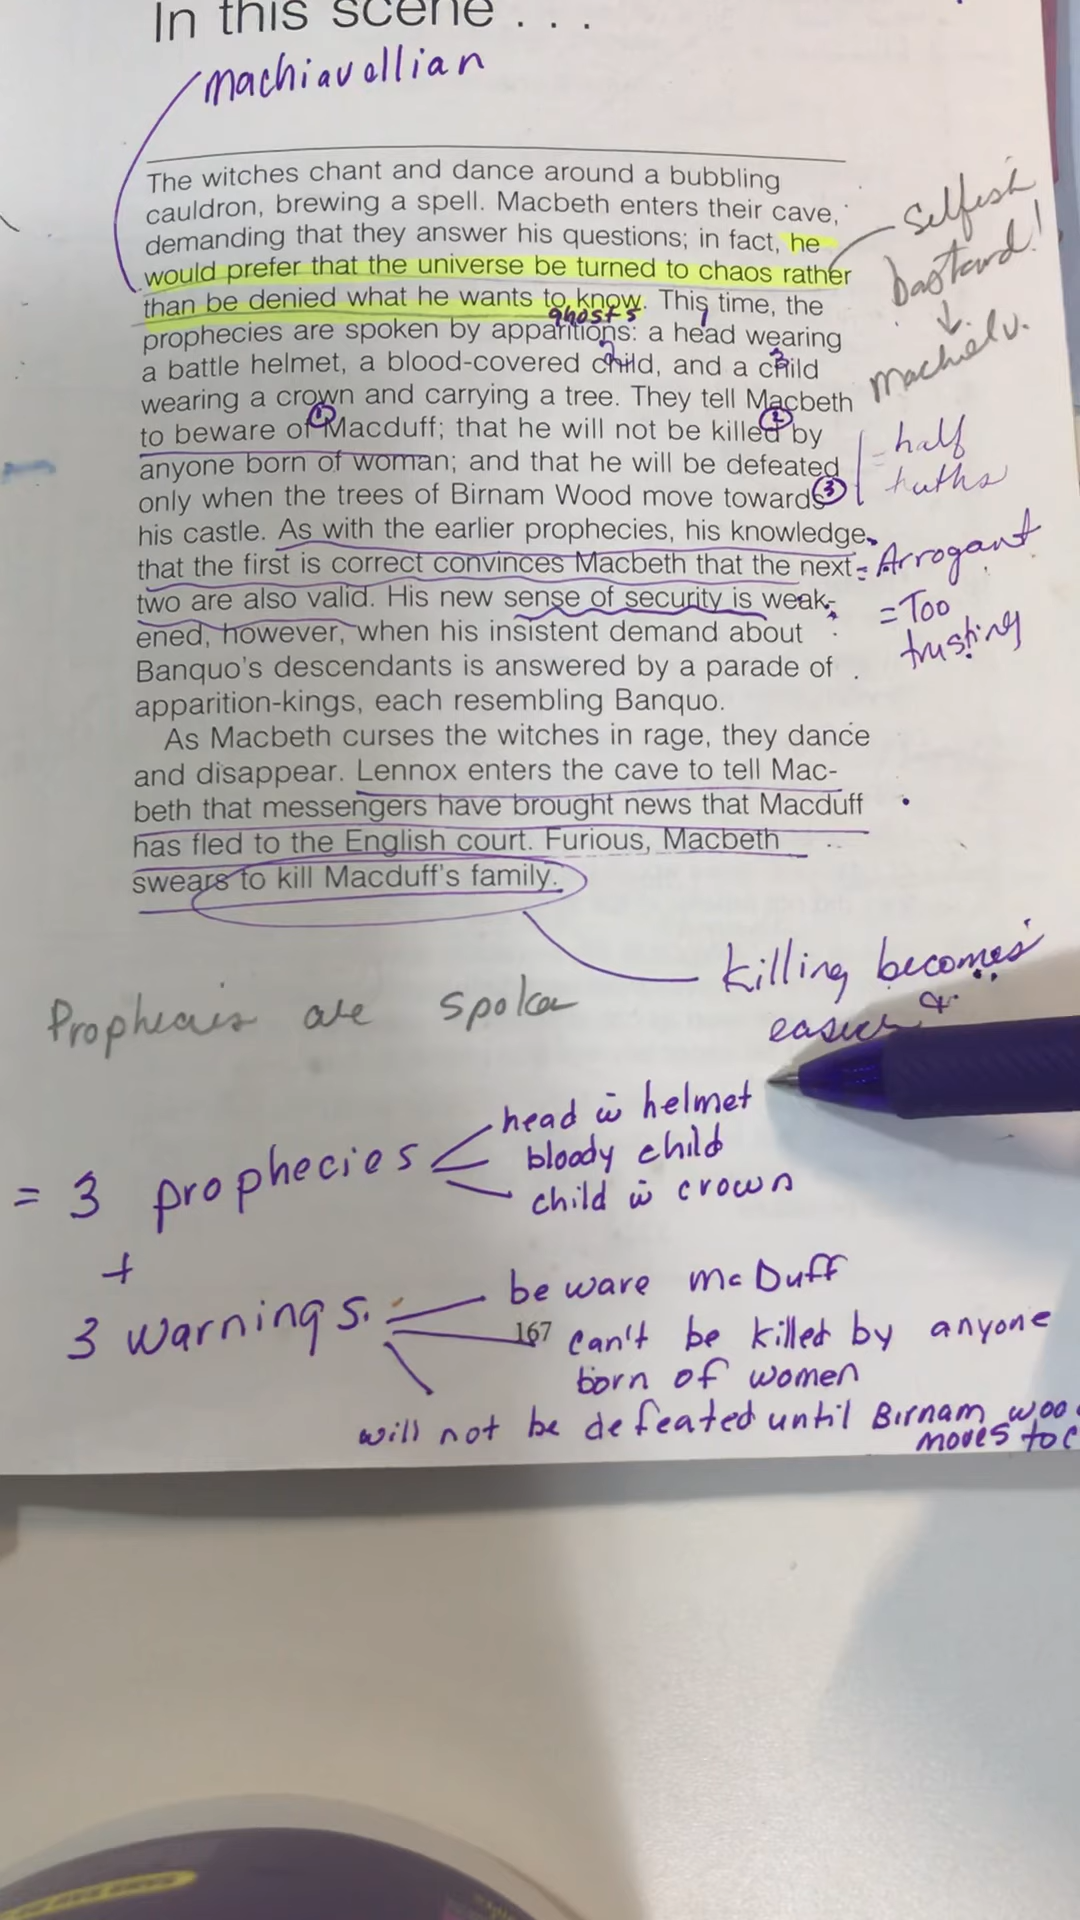 In this scene . . .
machiavellian
The witches chant and dance around a bubbling
cauldron, brewing a spell. Macbeth enters their cave,
demanding that they answer his questions; in fact, he
would prefer that the universe be turned to chaos rather
than be denied what he wants to know. This time, the
ghosts 1
prophecies are spoken by apparitions: a head wearing
2 3
a battle helmet, a blood-covered child, and a child
wearing a crown and carrying a tree. They tell Macbeth
1 2
to beware of Macduff; that he will not be killed by
anyone born of woman; and that he will be defeated
only when the trees of Birnam Wood move towards
3
his castle. As with the earlier prophecies, his knowledge
that the first is correct convinces Macbeth that the next
two are also valid. His new sense of security is weak-
ened, however, when his insistent demand about
Banquo's descendants is answered by a parade of
apparition-kings, each resembling Banquo.
As Macbeth curses the witches in rage, they dance
and disappear. Lennox enters the cave to tell Mac-
beth that messengers have brought news that Macduff
has fled to the English court. Furious, Macbeth
swears to kill Macduff's family.
Selfish
bastard!
↓
machielv.
= half
truths
= Arrogant
= Too
trusting
killing becomes
easier &
Prophecies are spoken
= 3 prophecies
head w helmet
bloody child
child w crown
+
3 warnings.
beware mcDuff
can't be killed by anyone
born of women
will not be defeated until Birnam woo
moves to c
167